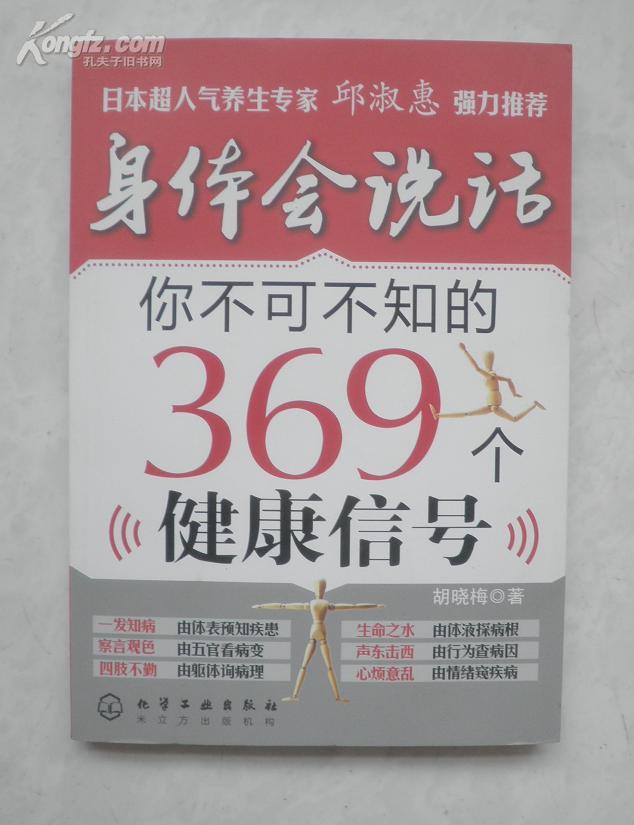 Kongfz.com
孔夫子旧书网
日本超人气养生专家 邱淑惠 强力推荐
身体会说话
你不可不知的
369个
健康信号
胡晓梅◎著
一发知病 由体表预知疾患
察言观色 由五官看病变
四肢不勤 由躯体询病理
生命之水 由体液探病根
声东击西 由行为查病因
心烦意乱 由情绪窥疾病
化学工业出版社
米立方出版机构